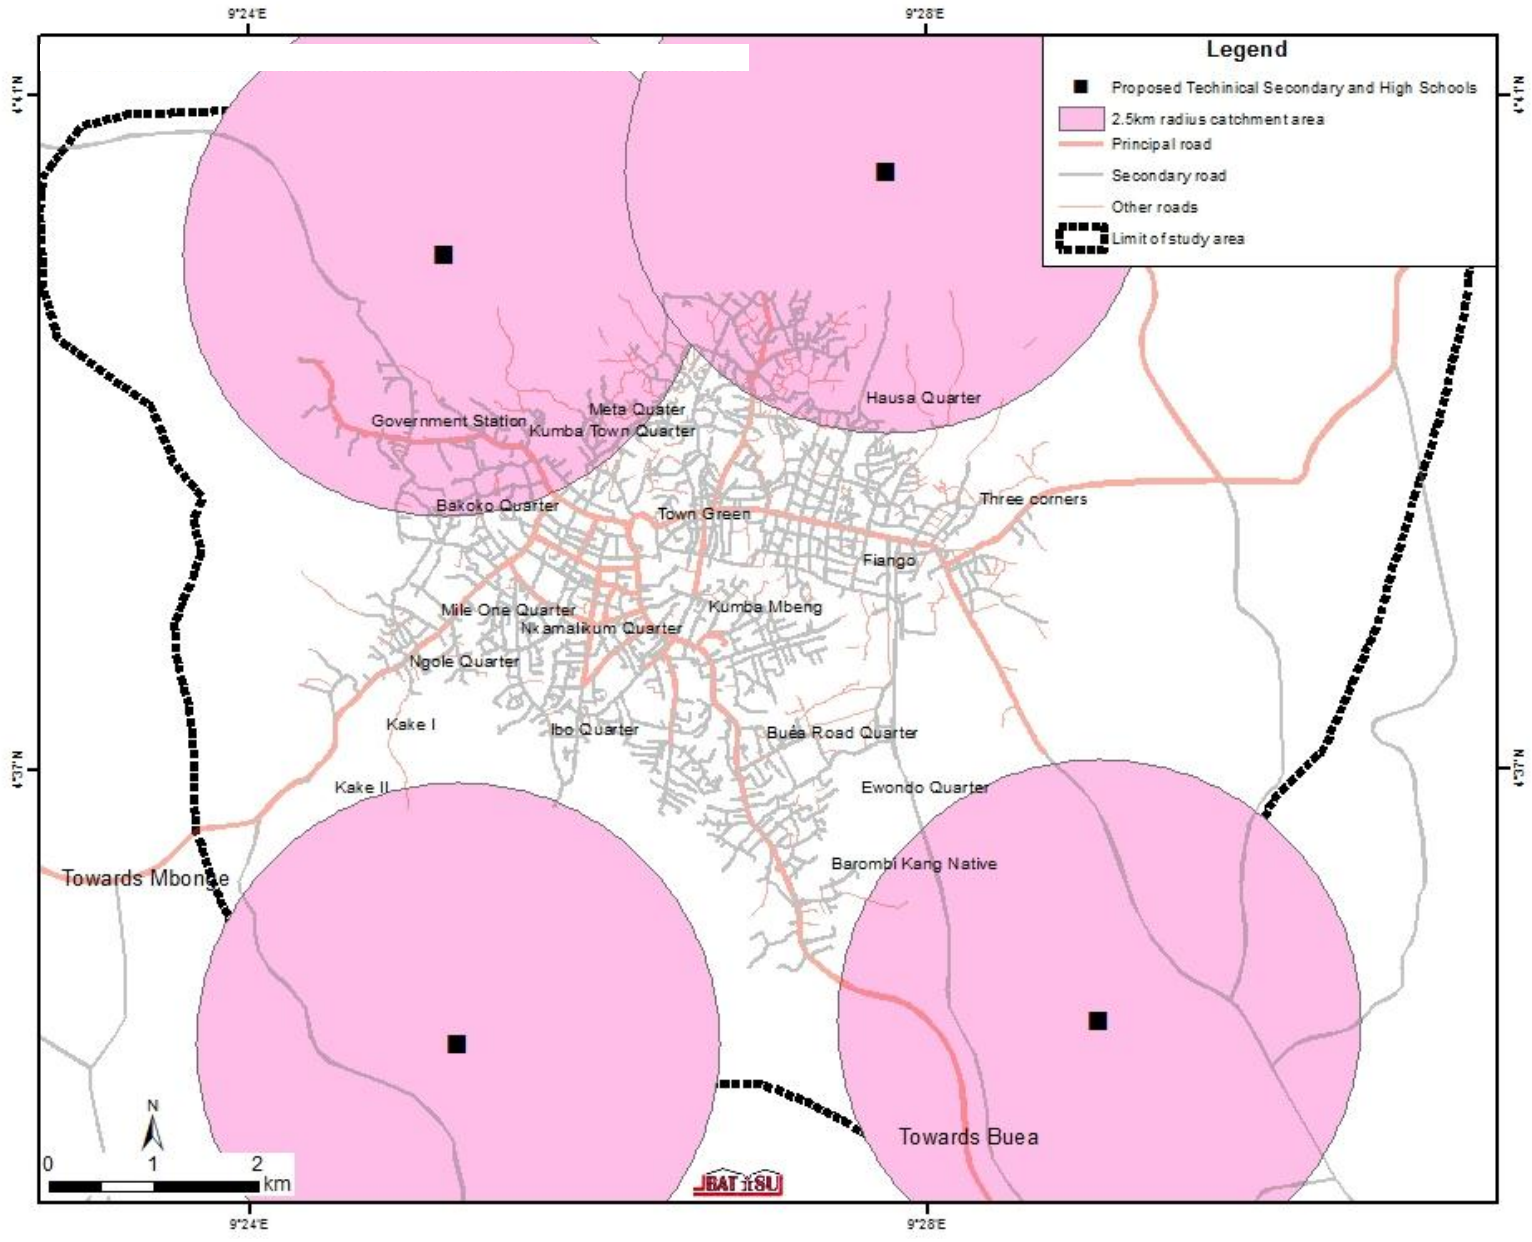 9°24'E
9°28'E
4°41'N
4°41'N
Legend
Proposed Techinical Secondary and High Schools
2.5km radius catchment area
Principal road
Secondary road
Other roads
Limit of study area
Hausa Quarter
Meta Quater
Government Station
Kumba Town Quarter
Three corners
Bakoko Quarter
Town Green
Fiango
Mile One Quarter
Kumba Mbeng
Nkamalikum Quarter
Ngole Quarter
Kake I
Ibo Quarter
Buea Road Quarter
4°37'N
4°37'N
Kake II
Ewondo Quarter
Barombi Kang Native
Towards Mbonge
N
Towards Buea
0 1 2
km
BATSU
9°24'E
9°28'E